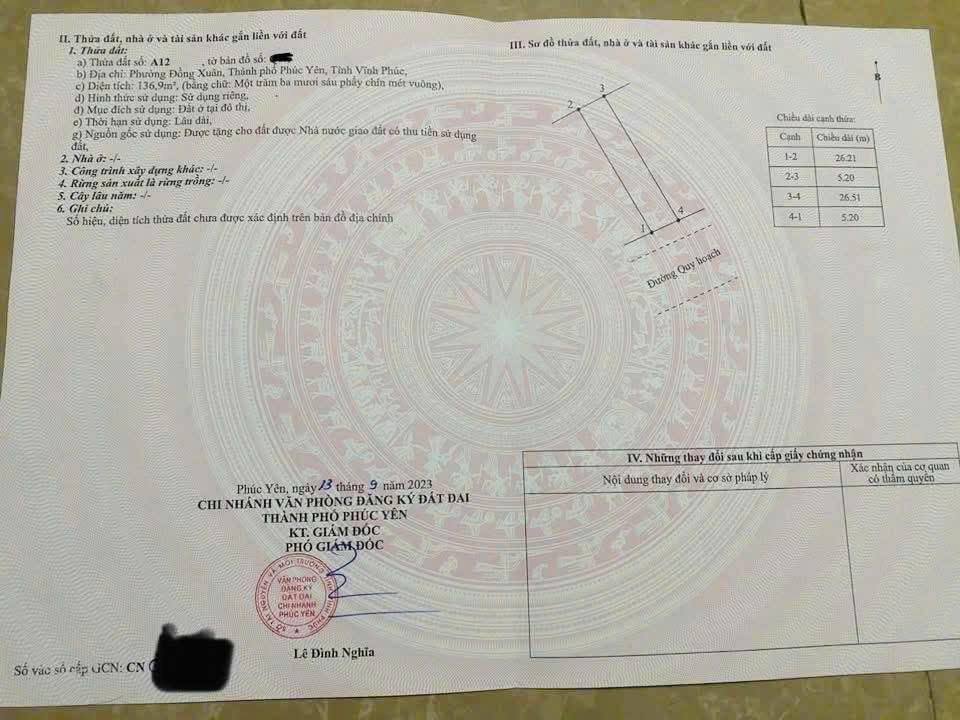 II. Thửa đất, nhà ở và tài sản khác gắn liền với đất
1. Thửa đất:
a) Thửa đất số: A12 , tờ bản đồ số:
b) Địa chỉ: Phường Đồng Xuân, Thành phố Phúc Yên, Tỉnh Vĩnh Phúc,
c) Diện tích: 136,9m², (bằng chữ: Một trăm ba mươi sáu phẩy chín mét vuông),
d) Hình thức sử dụng: Sử dụng riêng,
đ) Mục đích sử dụng: Đất ở tại đô thị,
e) Thời hạn sử dụng: Lâu dài,
g) Nguồn gốc sử dụng: Được tặng cho đất được Nhà nước giao đất có thu tiền sử dụng
đất,
2. Nhà ở: -/-
3. Công trình xây dựng khác: -/-
4. Rừng sản xuất là rừng trồng: -/-
5. Cây lâu năm: -/-
6. Ghi chú:
Số hiệu, diện tích thửa đất chưa được xác định trên bản đồ địa chính
Phúc Yên, ngày 13 tháng 9 năm 2023
CHI NHÁNH VĂN PHÒNG ĐĂNG KÝ ĐẤT ĐAI
THÀNH PHỐ PHÚC YÊN
KT. GIÁM ĐỐC
PHÓ GIÁM ĐỐC
SỞ TÀI NGUYÊN VÀ MÔI TRƯỜNG TỈNH VĨNH PHÚC
VĂN PHÒNG
ĐĂNG KÝ
ĐẤT ĐAI
CHI NHÁNH
PHÚC YÊN
Lê Đình Nghĩa
Số vào sổ cấp GCN: CN
III. Sơ đồ thửa đất, nhà ở và tài sản khác gắn liền với đất
B
2
3
1
4
Đường Quy hoạch
Chiều dài cạnh thửa:
Cạnh Chiều dài (m)
1-2 26.21
2-3 5.20
3-4 26.51
4-1 5.20
IV. Những thay đổi sau khi cấp giấy chứng nhận
Nội dung thay đổi và cơ sở pháp lý
Xác nhận của cơ quan
có thẩm quyền